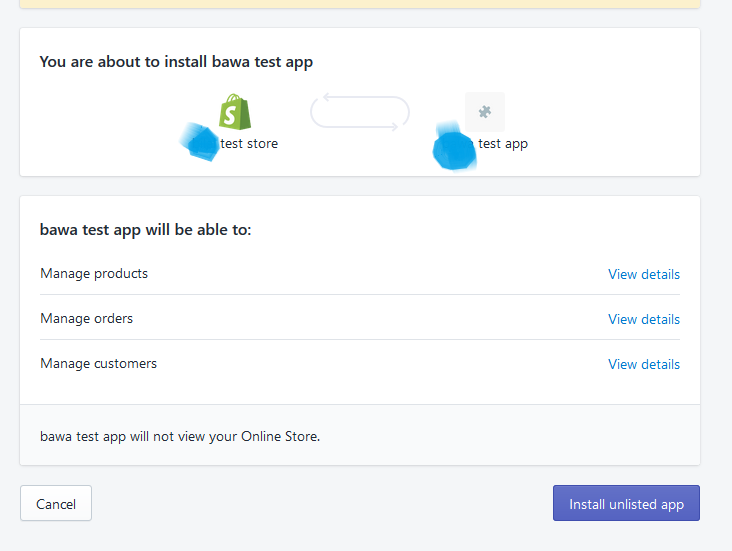 You are about to install bawa test app
test store
test app
bawa test app will be able to:
Manage products View details
Manage orders View details
Manage customers View details
bawa test app will not view your Online Store.
Cancel Install unlisted app